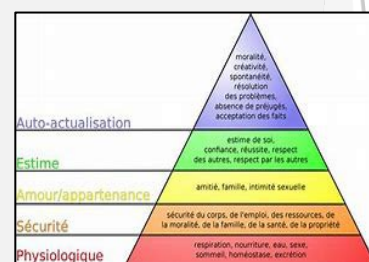 moralité,
créativité,
spontanéité,
résolution
des problèmes,
absence de préjugés,
acceptation des faits
Auto-actualisation
estime de soi,
confiance, réussite, respect
des autres, respect par les autres
Estime
amitié, famille, intimité sexuelle
Amour/appartenance
sécurité du corps, de l'emploi, des ressources, de
la moralité, de la famille, de la santé, de la propriété
Sécurité
respiration, nourriture, eau, sexe,
sommeil, homéostase, excrétion
Physiologique